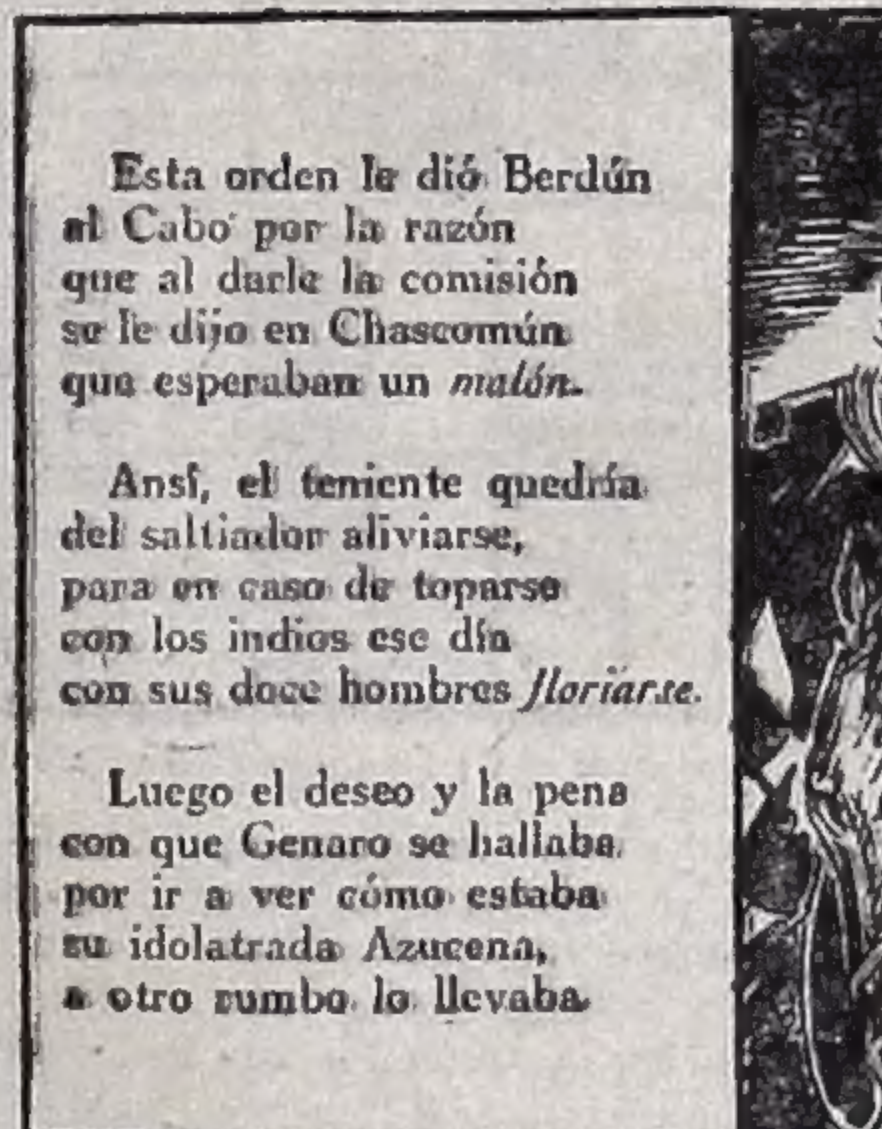 Esta orden le dió Berdún
al Cabo por la razón
que al darle la comisión
se le dijo en Chascomún
que esperaban un malón.
Ansí, el teniente quedría
del saltiador aliviarse,
para en caso de toparse
con los indios ese día
con sus doce hombres floriarse.
Luego el deseo y la pena
con que Genaro se hallaba
por ir a ver cómo estaba
su idolatrada Azucena,
a otro rumbo lo llevaba